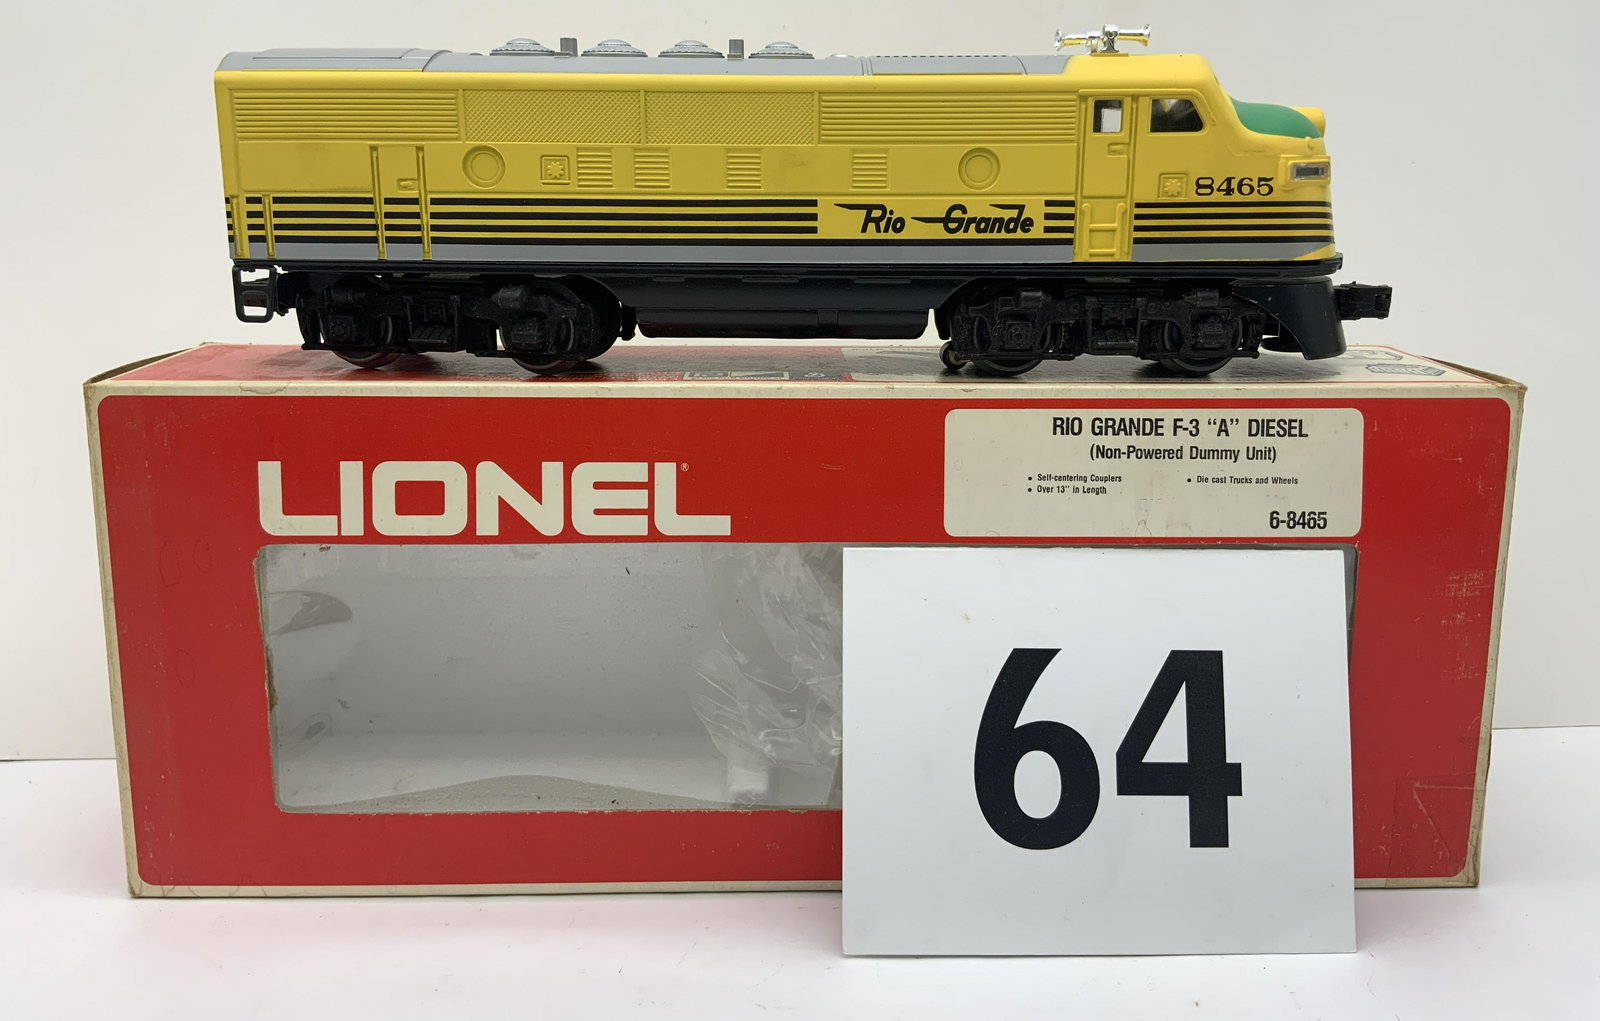 8465
Rio Grande
LIONEL®
RIO GRANDE F-3 “A” DIESEL
(Non-Powered Dummy Unit)
• Self-centering Couplers
• Over 13" in Length
• Die cast Trucks and Wheels
6-8465
64